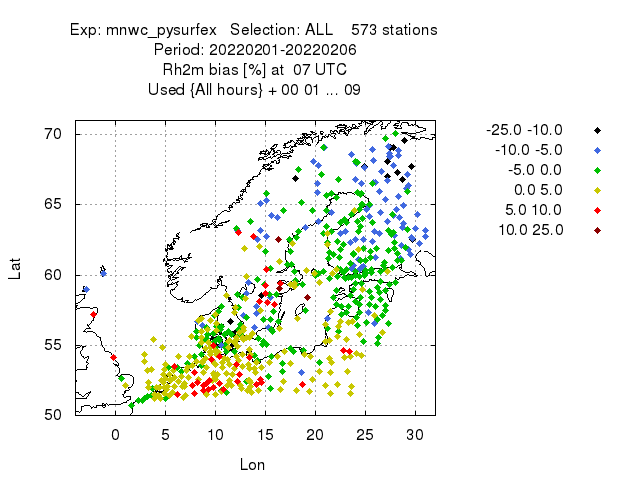 Exp: mnwc_pysurfex   Selection: ALL    573 stations
Period: 20220201-20220206
Rh2m bias [%] at  07 UTC
Used {All hours} + 00 01 ... 09
-25.0 -10.0
-10.0 -5.0
-5.0 0.0
0.0 5.0
5.0 10.0
10.0 25.0
70
65
60
55
50
Lat
0 5 10 15 20 25 30
Lon